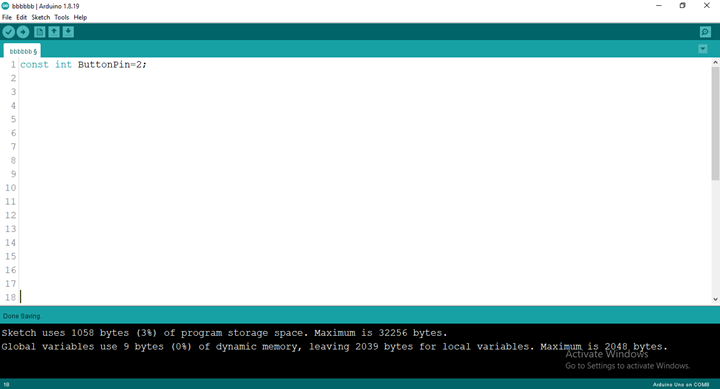 bbbbbb | Arduino 1.8.19
File Edit Sketch Tools Help
bbbbbb §
1 const int ButtonPin=2;
2
3
4
5
6
7
8
9
10
11
12
13
14
15
16
17
18
Done Saving.
Sketch uses 1058 bytes (3%) of program storage space. Maximum is 32256 bytes.
Global variables use 9 bytes (0%) of dynamic memory, leaving 2039 bytes for local variables. Maximum is 2048 bytes.
Activate Windows
Go to Settings to activate Windows.
18 Arduino Uno on COM8